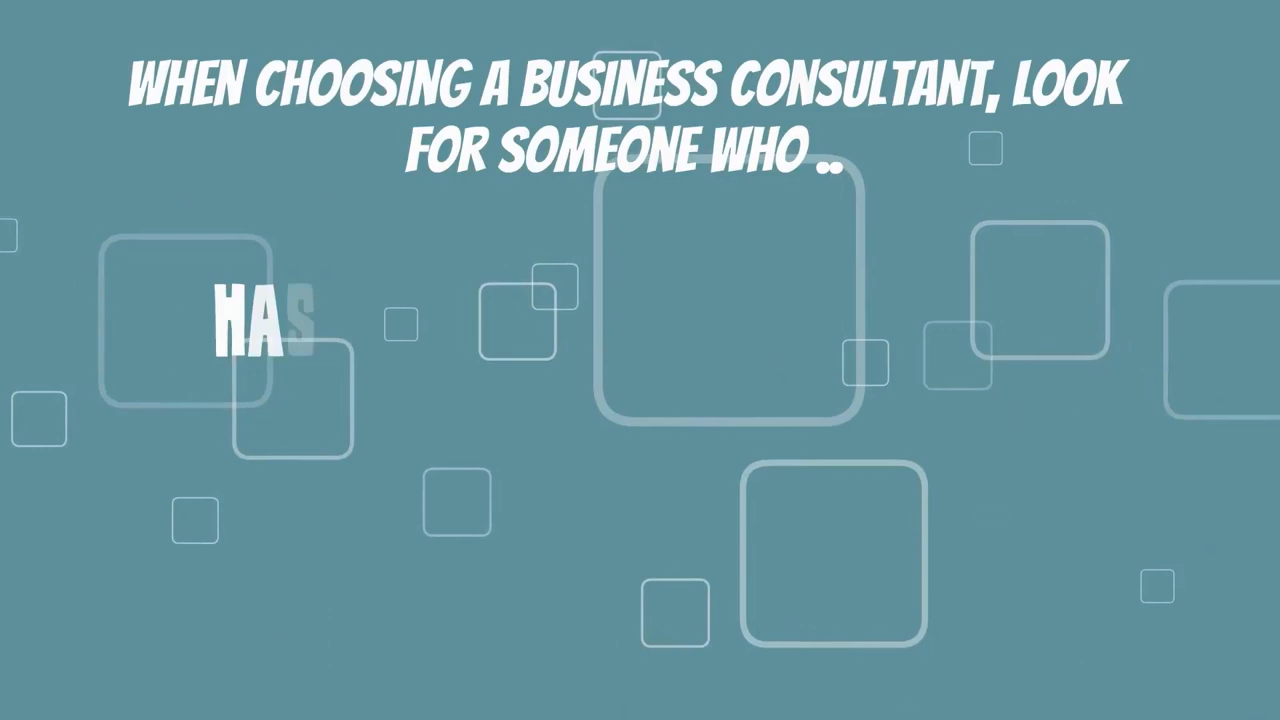 WHEN CHOOSING A BUSINESS CONSULTANT, LOOK
FOR SOMEONE WHO ..
HAS